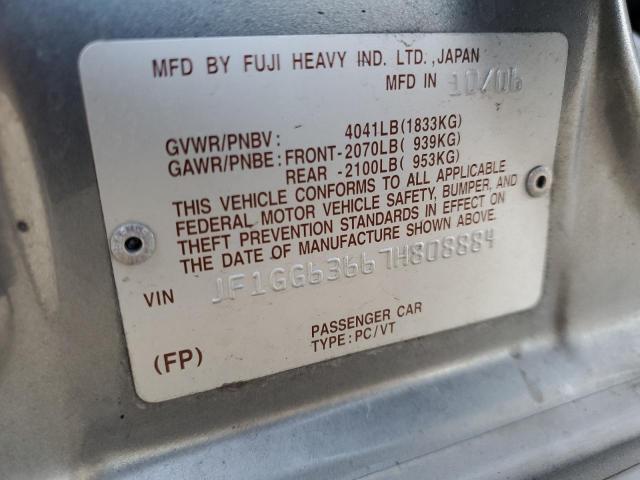 MFD BY FUJI HEAVY IND. LTD. ,JAPAN
MFD IN 10/06
GVWR/PNBV: 4041LB(1833KG)
GAWR/PNBE: FRONT-2070LB( 939KG)
REAR -2100LB( 953KG)
THIS VEHICLE CONFORMS TO ALL APPLICABLE
FEDERAL MOTOR VEHICLE SAFETY, BUMPER, AND
THEFT PREVENTION STANDARDS IN EFFECT ON
THE DATE OF MANUFACTURE SHOWN ABOVE.
VIN JF1GG63667H808884
PASSENGER CAR
(FP) TYPE:PC/VT